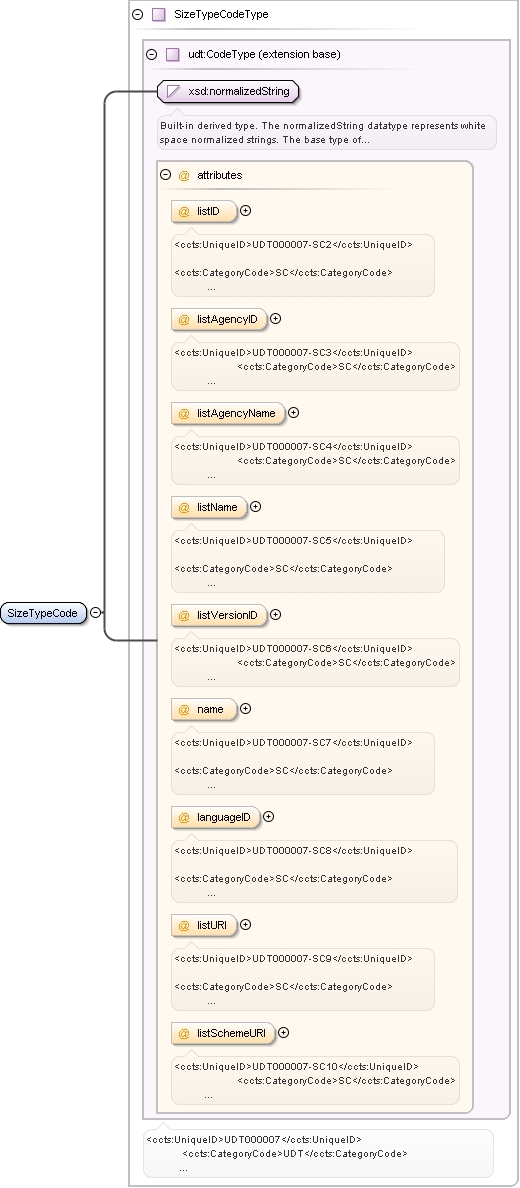 SizeTypeCodeType
udt:CodeType (extension base)
xsd:normalizedString
Built-in derived type. The normalizedString datatype represents white
space normalized strings. The base type of...
@ attributes
@ listID
<ccts:UniqueID>UDT000007-SC2</ccts:UniqueID>
<ccts:CategoryCode>SC</ccts:CategoryCode>
...
@ listAgencyID
<ccts:UniqueID>UDT000007-SC3</ccts:UniqueID>
<ccts:CategoryCode>SC</ccts:CategoryCode>
...
@ listAgencyName
<ccts:UniqueID>UDT000007-SC4</ccts:UniqueID>
<ccts:CategoryCode>SC</ccts:CategoryCode>
...
@ listName
<ccts:UniqueID>UDT000007-SC5</ccts:UniqueID>
<ccts:CategoryCode>SC</ccts:CategoryCode>
...
SizeTypeCode
@ listVersionID
<ccts:UniqueID>UDT000007-SC6</ccts:UniqueID>
<ccts:CategoryCode>SC</ccts:CategoryCode>
...
@ name
<ccts:UniqueID>UDT000007-SC7</ccts:UniqueID>
<ccts:CategoryCode>SC</ccts:CategoryCode>
...
@ languageID
<ccts:UniqueID>UDT000007-SC8</ccts:UniqueID>
<ccts:CategoryCode>SC</ccts:CategoryCode>
...
@ listURI
<ccts:UniqueID>UDT000007-SC9</ccts:UniqueID>
<ccts:CategoryCode>SC</ccts:CategoryCode>
...
@ listSchemeURI
<ccts:UniqueID>UDT000007-SC10</ccts:UniqueID>
<ccts:CategoryCode>SC</ccts:CategoryCode>
...
<ccts:UniqueID>UDT000007</ccts:UniqueID>
<ccts:CategoryCode>UDT</ccts:CategoryCode>
...